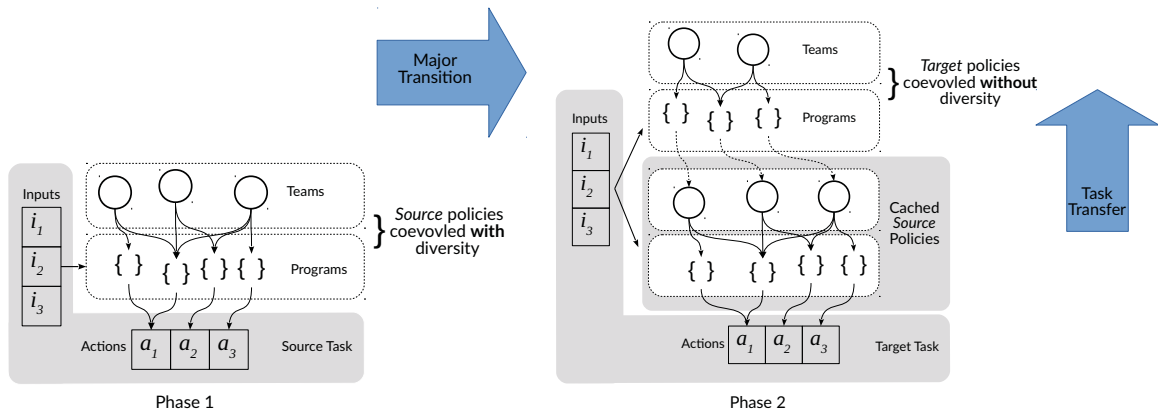 Inputs
i1
i2
i3
Teams
Programs
{ } { } { } { }
} Source policies
coevovled with
diversity
Actions
a1 a2 a3
Source Task
Phase 1
Major
Transition
Inputs
i1
i2
i3
Teams
Programs
{ } { } { }
} Target policies
coevovled without
diversity
Cached
Source
Policies
{ } { } { } { }
Actions
a1 a2 a3
Target Task
Phase 2
Task
Transfer